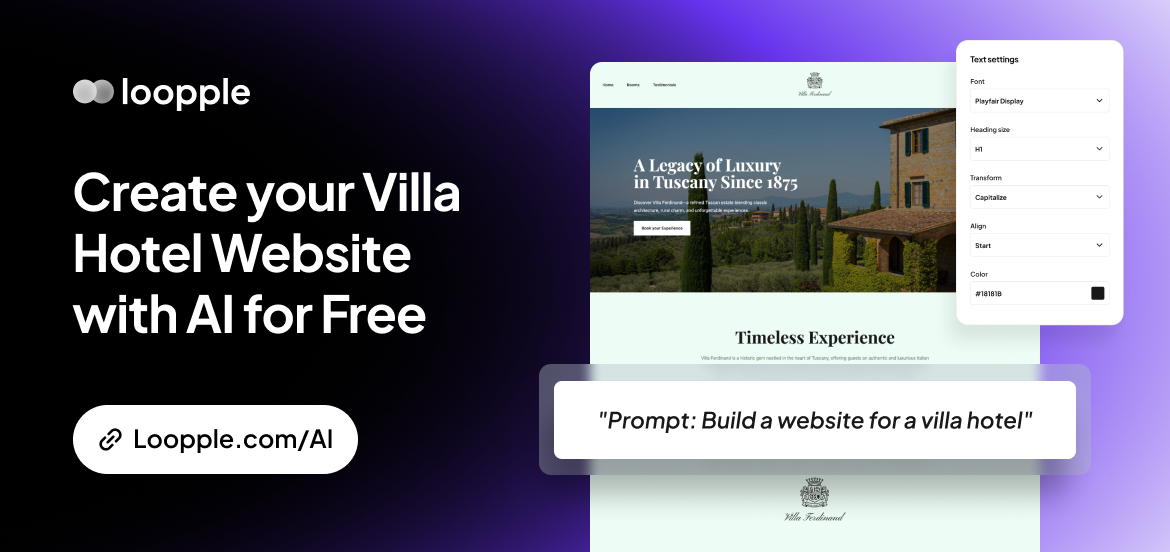 loopple
Create your Villa
Hotel Website
with AI for Free
Loopple.com/AI
Home Rooms Testimonials
Villa Ferdinand
A Legacy of Luxury
in Tuscany Since 1875
Discover Villa Ferdinand—a refined Tuscan estate blending classic
architecture, rural charm, and unforgettable experiences.
Book your Experience
Timeless Experience
Villa Ferdinand is a historic gem nestled in the heart of Tuscany, offering guests an authentic and luxurious Italian
"Prompt: Build a website for a villa hotel"
Villa Ferdinand
Text settings
Font
Playfair Display
Heading size
H1
Transform
Capitalize
Align
Start
Color
#18181B